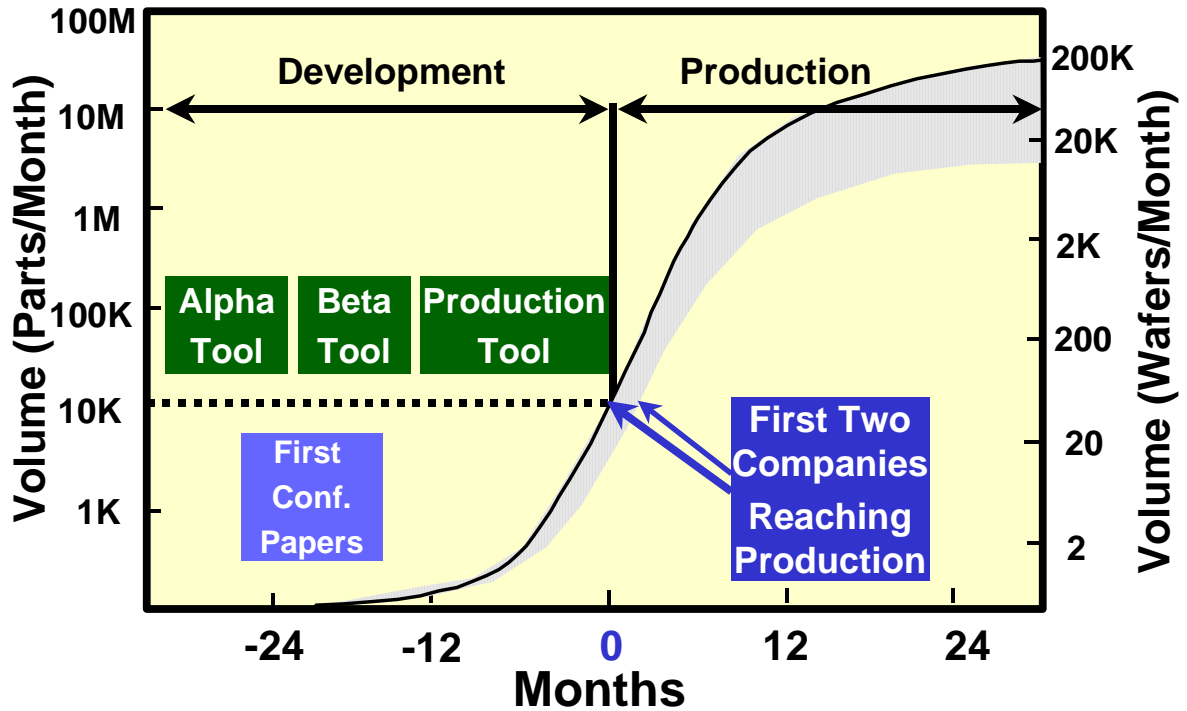 100M
10M
1M
100K
10K
1K
Volume (Parts/Month)
Development
Production
Alpha
Tool
Beta
Tool
Production
Tool
First
Conf.
Papers
First Two
Companies
Reaching
Production
200K
20K
2K
200
20
2
Volume (Wafers/Month)
-24
-12
0
12
24
Months